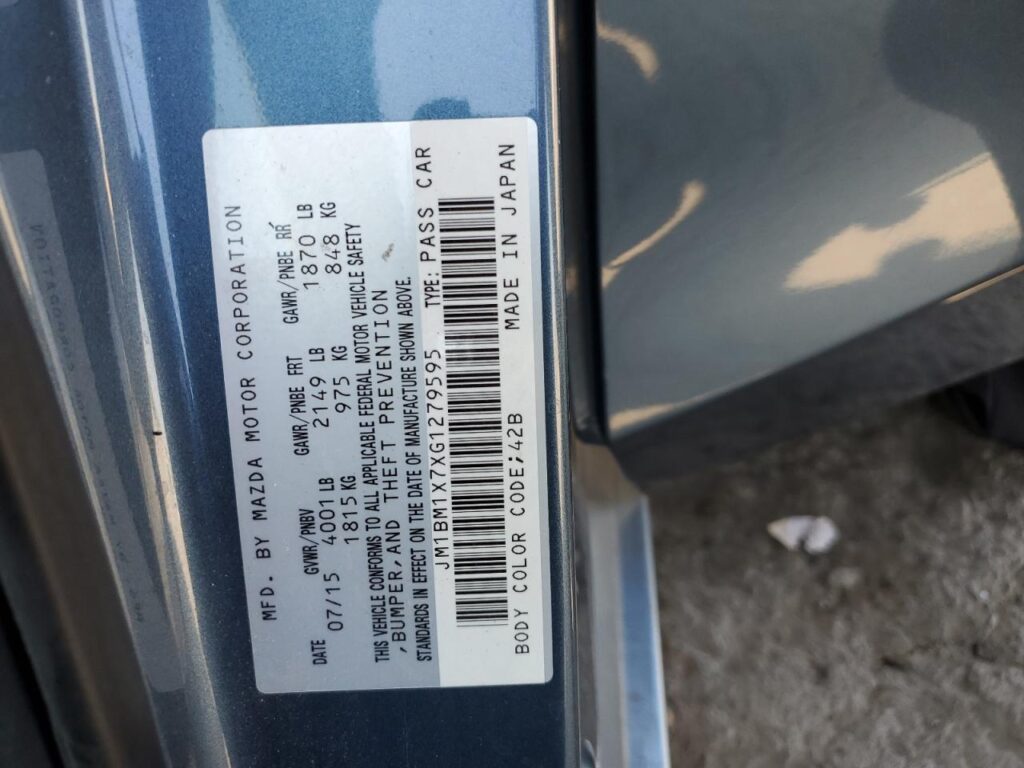 MFD. BY MAZDA MOTOR CORPORATION
DATE GVWR/PNBV GAWR/PNBE FRT GAWR/PNBE RR
07/15 4001 LB 2149 LB 1870 LB
1815 KG 975 KG 848 KG
THIS VEHICLE CONFORMS TO ALL APPLICABLE FEDERAL MOTOR VEHICLE SAFETY
,BUMPER,AND THEFT PREVENTION
STANDARDS IN EFFECT ON THE DATE OF MANUFACTURE SHOWN ABOVE.
JM1BM1X7XG1279595 TYPE: PASS CAR
BODY COLOR CODE;42B MADE IN JAPAN